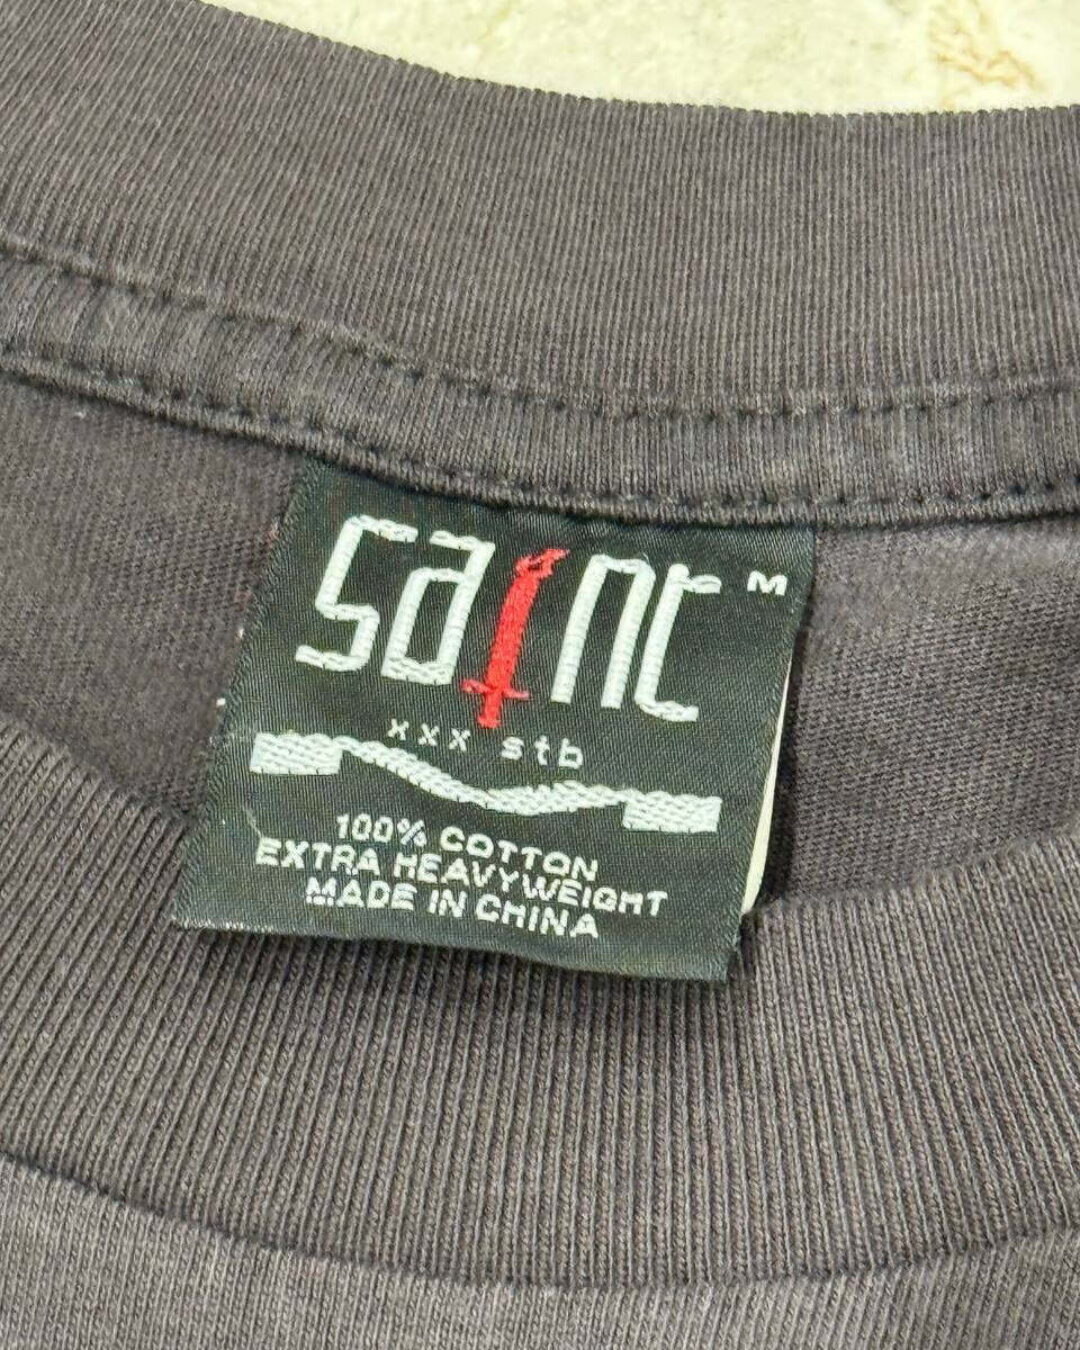 saint M
xxx stb
100% COTTON
EXTRA HEAVYWEIGHT
MADE IN CHINA